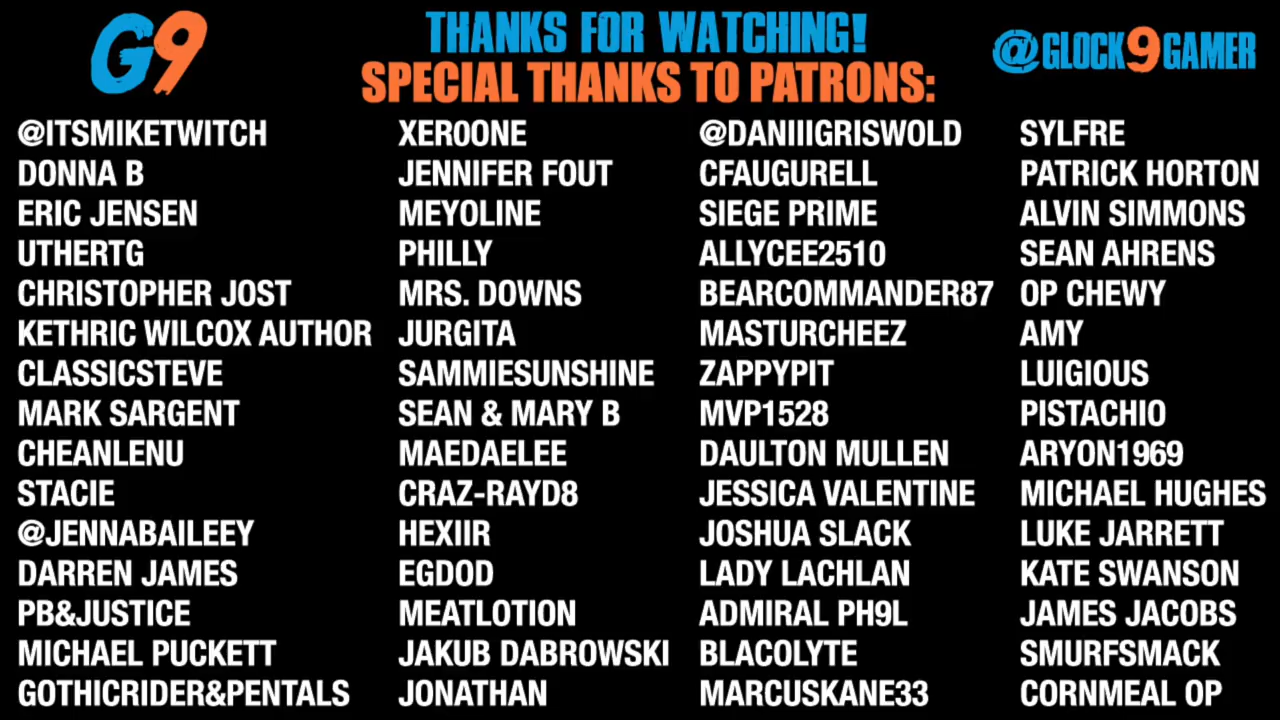 G9
THANKS FOR WATCHING!
SPECIAL THANKS TO PATRONS:
@GLOCK9GAMER
@ITSMIKETWITCH
DONNA B
ERIC JENSEN
UTHERTG
CHRISTOPHER JOST
KETHRIC WILCOX AUTHOR
CLASSICSTEVE
MARK SARGENT
CHEANLENU
STACIE
@JENNABAILEEY
DARREN JAMES
PB&JUSTICE
MICHAEL PUCKETT
GOTHICRIDER&PENTALS
XER0ONE
JENNIFER FOUT
MEYOLINE
PHILLY
MRS. DOWNS
JURGITA
SAMMIESUNSHINE
SEAN & MARY B
MAEDAELEE
CRAZ-RAYD8
HEXIIR
EGDOD
MEATLOTION
JAKUB DABROWSKI
JONATHAN
@DANIIIGRISWOLD
CFAUGURELL
SIEGE PRIME
ALLYCEE2510
BEARCOMMANDER87
MASTURCHEEZ
ZAPPYPIT
MVP1528
DAULTON MULLEN
JESSICA VALENTINE
JOSHUA SLACK
LADY LACHLAN
ADMIRAL PH9L
BLACOLYTE
MARCUSKANE33
SYLFRE
PATRICK HORTON
ALVIN SIMMONS
SEAN AHRENS
OP CHEWY
AMY
LUIGIOUS
PISTACHIO
ARYON1969
MICHAEL HUGHES
LUKE JARRETT
KATE SWANSON
JAMES JACOBS
SMURFSMACK
CORNMEAL OP